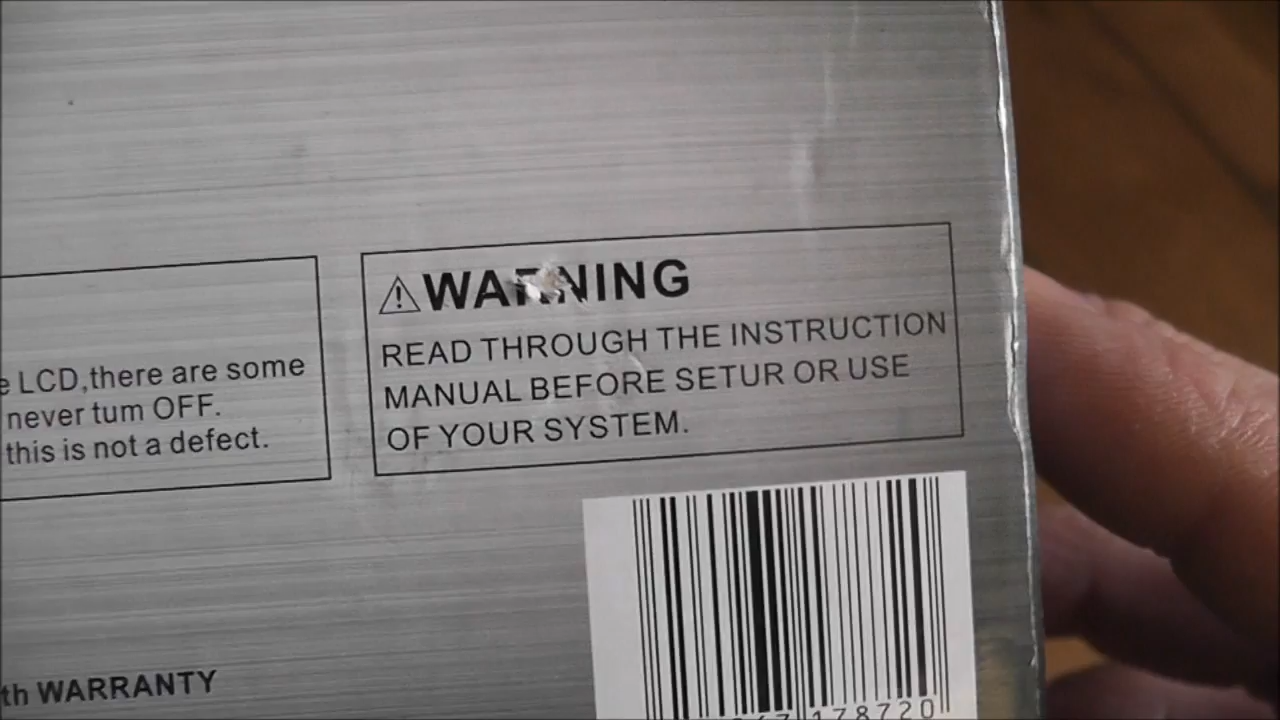 e LCD,there are some
never tum OFF.
this is not a defect.
⚠WARNING
READ THROUGH THE INSTRUCTION
MANUAL BEFORE SETUR OR USE
OF YOUR SYSTEM.
th WARRANTY
178720